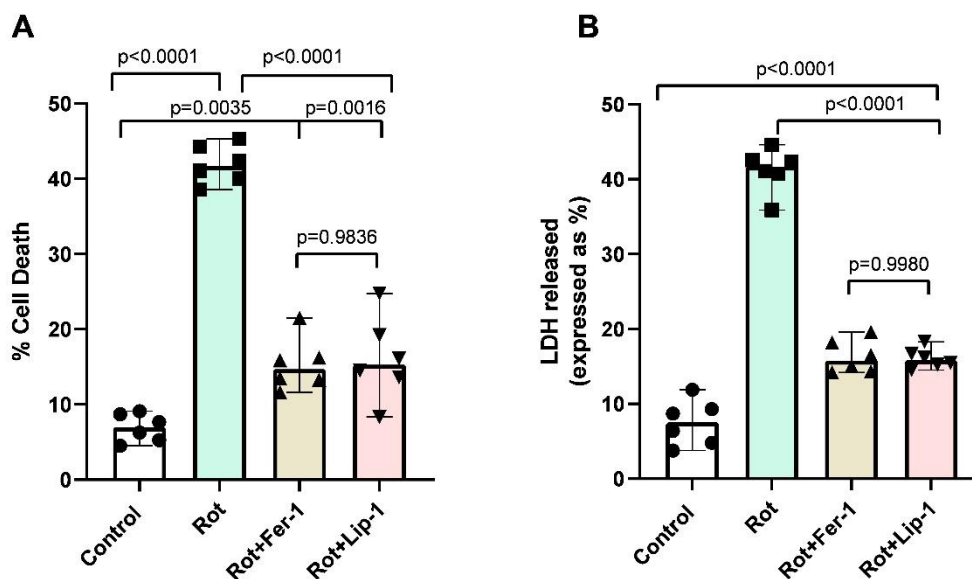 A
p<0.0001
p<0.0001
p=0.0035
p=0.0016
p=0.9836
% Cell Death
50
40
30
20
10
0
Control
Rot
Rot+Fer-1
Rot+Lip-1
B
p<0.0001
p<0.0001
p=0.9980
LDH released
(expressed as %)
50
40
30
20
10
0
Control
Rot
Rot+Fer-1
Rot+Lip-1